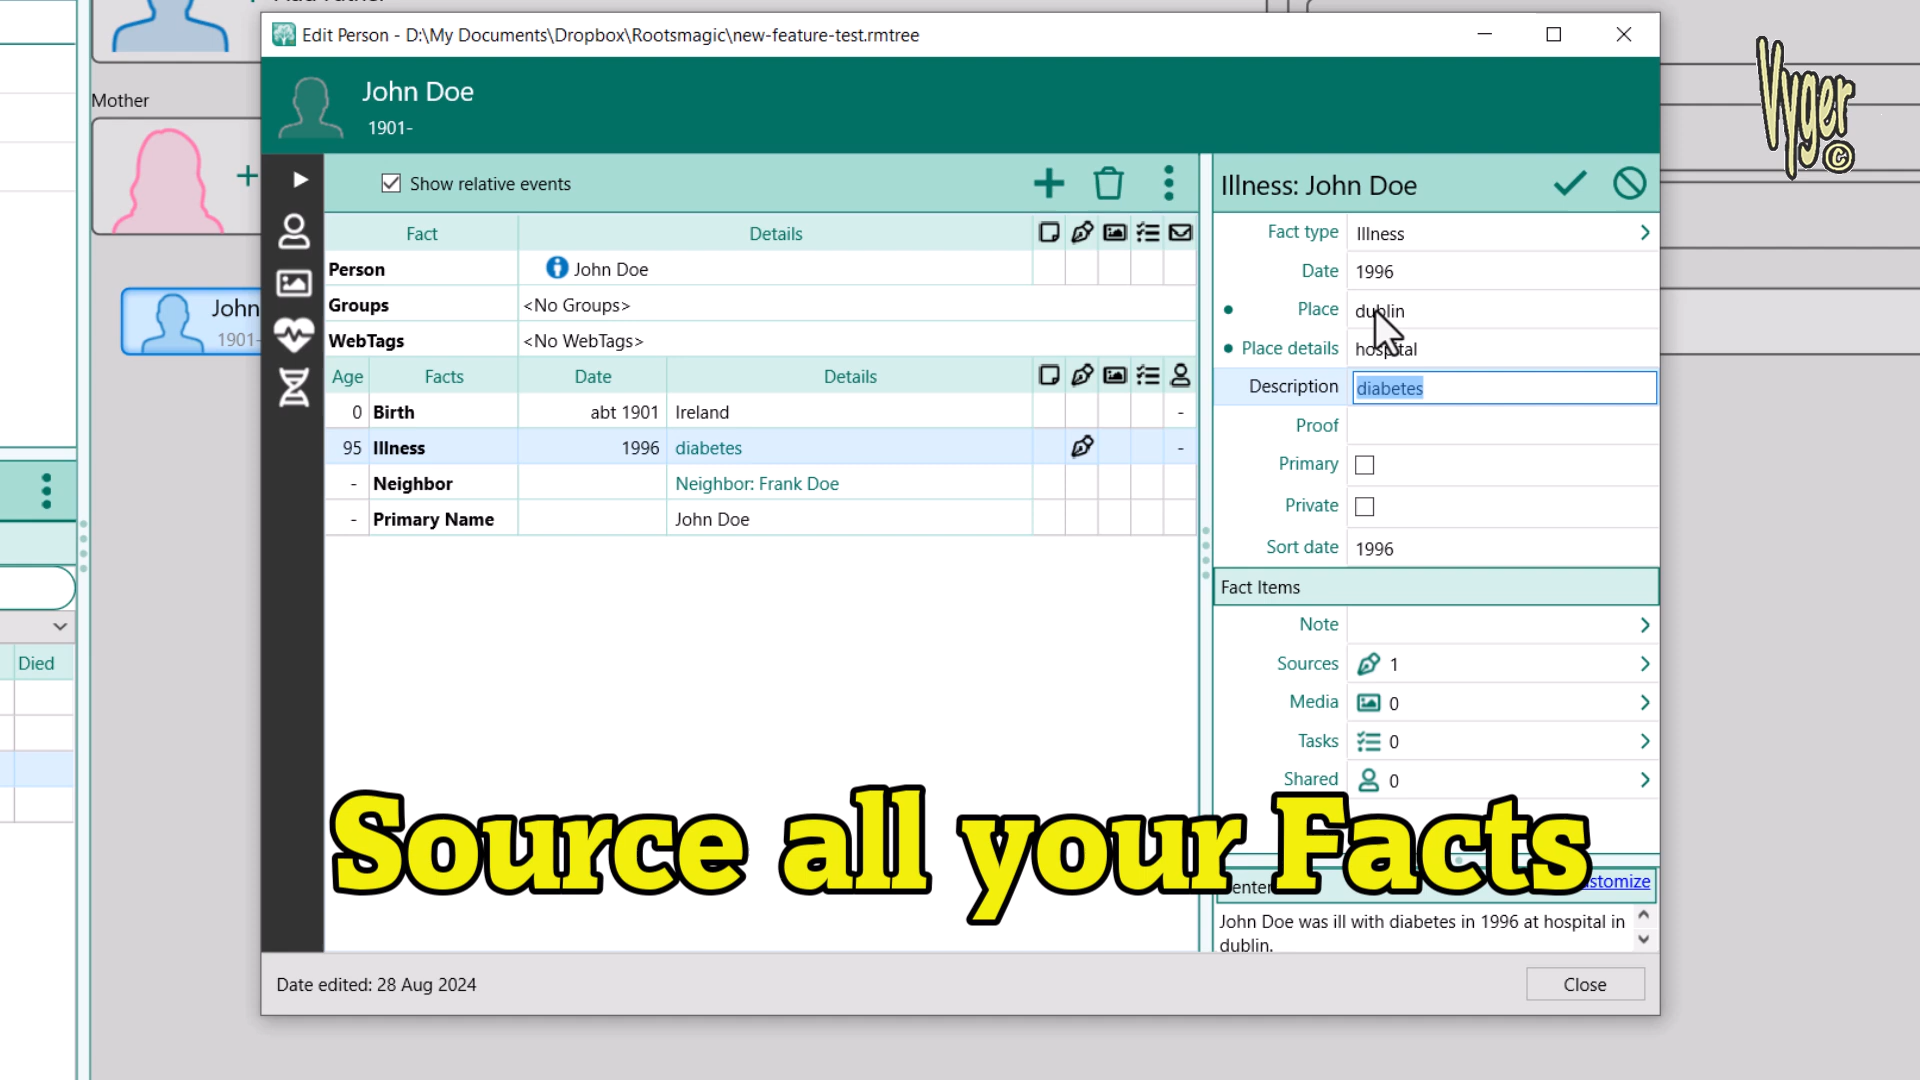 Edit Person - D:\My Documents\Dropbox\Rootsmagic\new-feature-test.rmtree
John Doe
1901-
Vyger ©
Mother
John
1901-
Died
Show relative events
Fact Details
Person John Doe
Groups <No Groups>
WebTags <No WebTags>
Age Facts Date Details
0 Birth abt 1901 Ireland -
95 Illness 1996 diabetes -
- Neighbor Neighbor: Frank Doe
- Primary Name John Doe
Illness: John Doe
Fact type Illness
Date 1996
Place dublin
Place details hospital
Description diabetes
Proof
Primary
Private
Sort date 1996
Fact Items
Note
Sources 1
Media 0
Tasks 0
Shared 0
Source all your Facts
John Doe was ill with diabetes in 1996 at hospital in
dublin.
Date edited: 28 Aug 2024
Close